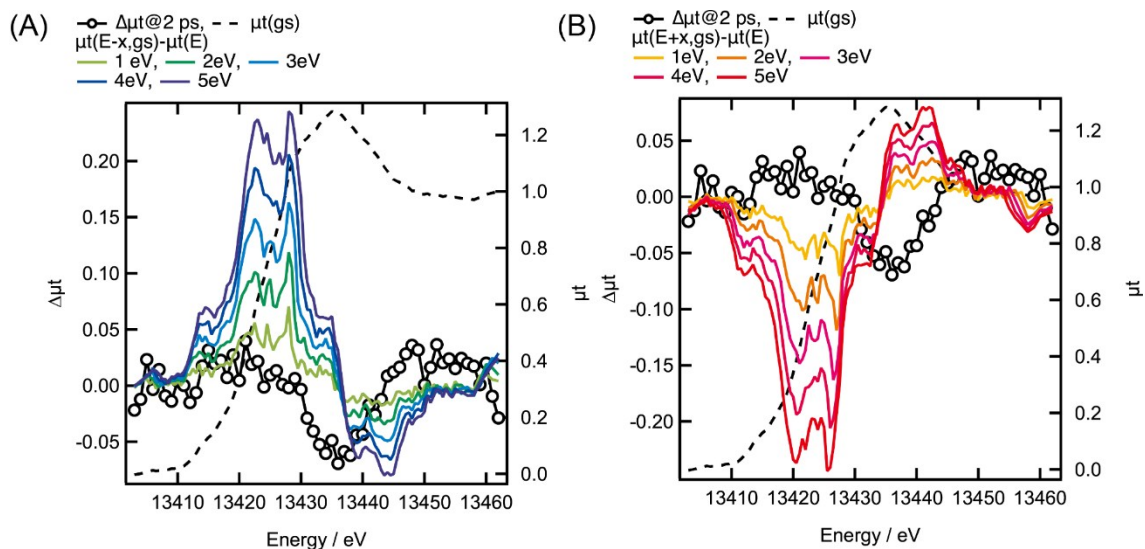 (A)
Δμt@2 ps, μt(gs)
μt(E-x,gs)-μt(E)
1 eV, 2eV, 3eV
4eV, 5eV
0.20
0.15
0.10
0.05
0.00
-0.05
Δμt
1.2
1.0
0.8
0.6
0.4
0.2
0.0
μt
13410 13420 13430 13440 13450 13460
Energy / eV
(B)
Δμt@2 ps, μt(gs)
μt(E+x,gs)-μt(E)
1eV, 2eV, 3eV
4eV, 5eV
0.05
0.00
-0.05
-0.10
-0.15
-0.20
Δμt
1.2
1.0
0.8
0.6
0.4
0.2
0.0
μt
13410 13420 13430 13440 13450 13460
Energy / eV